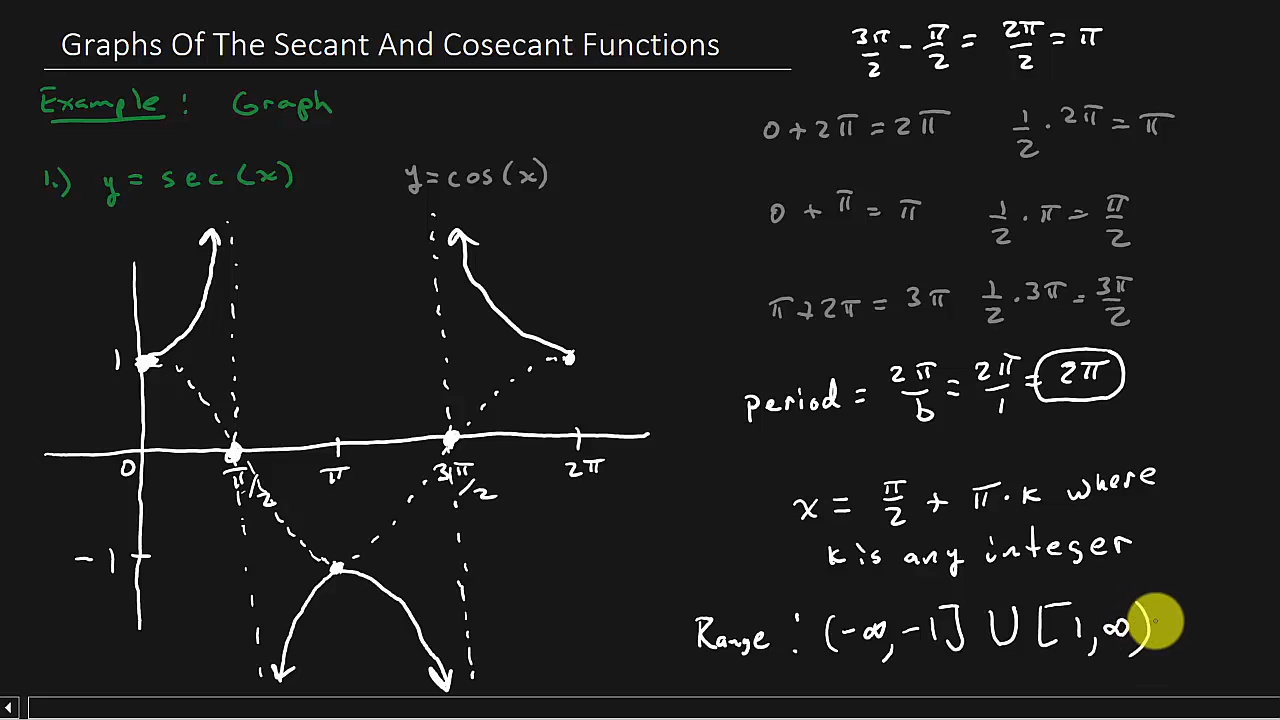 Graphs Of The Secant And Cosecant Functions
3π/2 - π/2 = 2π/2 = π
Example: Graph
0 + 2π = 2π 1/2 · 2π = π
1.) y = sec(x) y = cos(x)
0 + π = π 1/2 · π = π/2
π + 2π = 3π 1/2 · 3π = 3π/2
1
period = 2π/b = 2π/1 = 2π
0 π/2 π 3π/2 2π
x = π/2 + π · k where
k is any integer
-1
Range : (-∞, -1] ∪ [1, ∞)